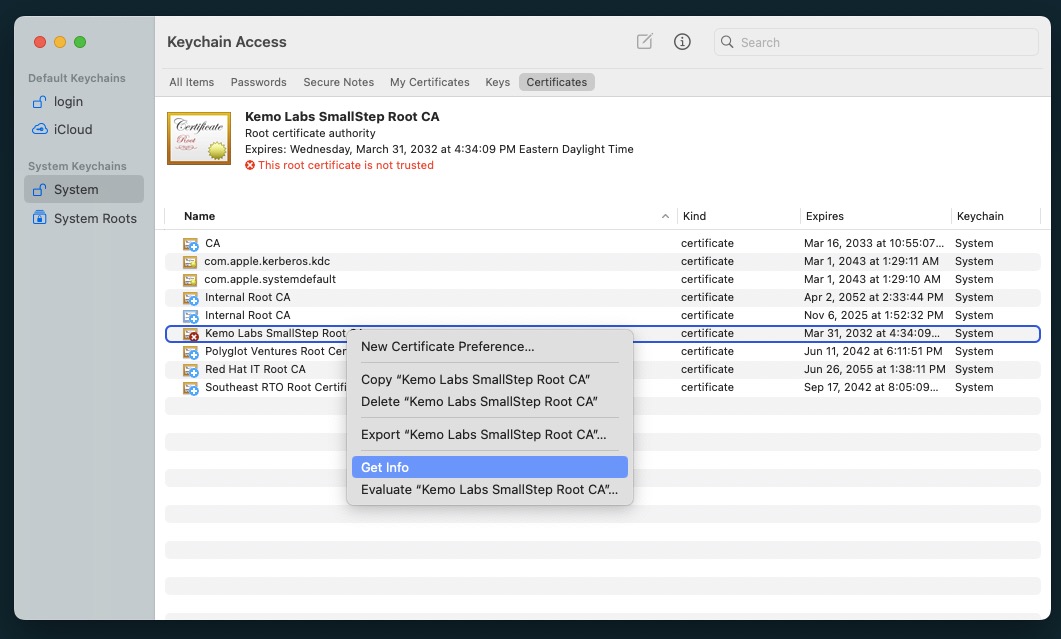 Keychain Access
Search
Default Keychains
login
iCloud
System Keychains
System
System Roots
All Items Passwords Secure Notes My Certificates Keys Certificates
Certificate
Root
Kemo Labs SmallStep Root CA
Root certificate authority
Expires: Wednesday, March 31, 2032 at 4:34:09 PM Eastern Daylight Time
This root certificate is not trusted
Name Kind Expires Keychain
CA certificate Mar 16, 2033 at 10:55:07... System
com.apple.kerberos.kdc certificate Mar 1, 2043 at 1:29:11 AM System
com.apple.systemdefault certificate Mar 1, 2043 at 1:29:10 AM System
Internal Root CA certificate Apr 2, 2052 at 2:33:44 PM System
Internal Root CA certificate Nov 6, 2025 at 1:52:32 PM System
Kemo Labs SmallStep Root certificate Mar 31, 2032 at 4:34:09... System
Polyglot Ventures Root Cer certificate Jun 11, 2042 at 6:11:51 PM System
Red Hat IT Root CA certificate Jun 26, 2055 at 1:38:11 PM System
Southeast RTO Root Certifi certificate Sep 17, 2042 at 8:05:09... System
New Certificate Preference...
Copy “Kemo Labs SmallStep Root CA”
Delete “Kemo Labs SmallStep Root CA”
Export “Kemo Labs SmallStep Root CA”...
Get Info
Evaluate “Kemo Labs SmallStep Root CA”...